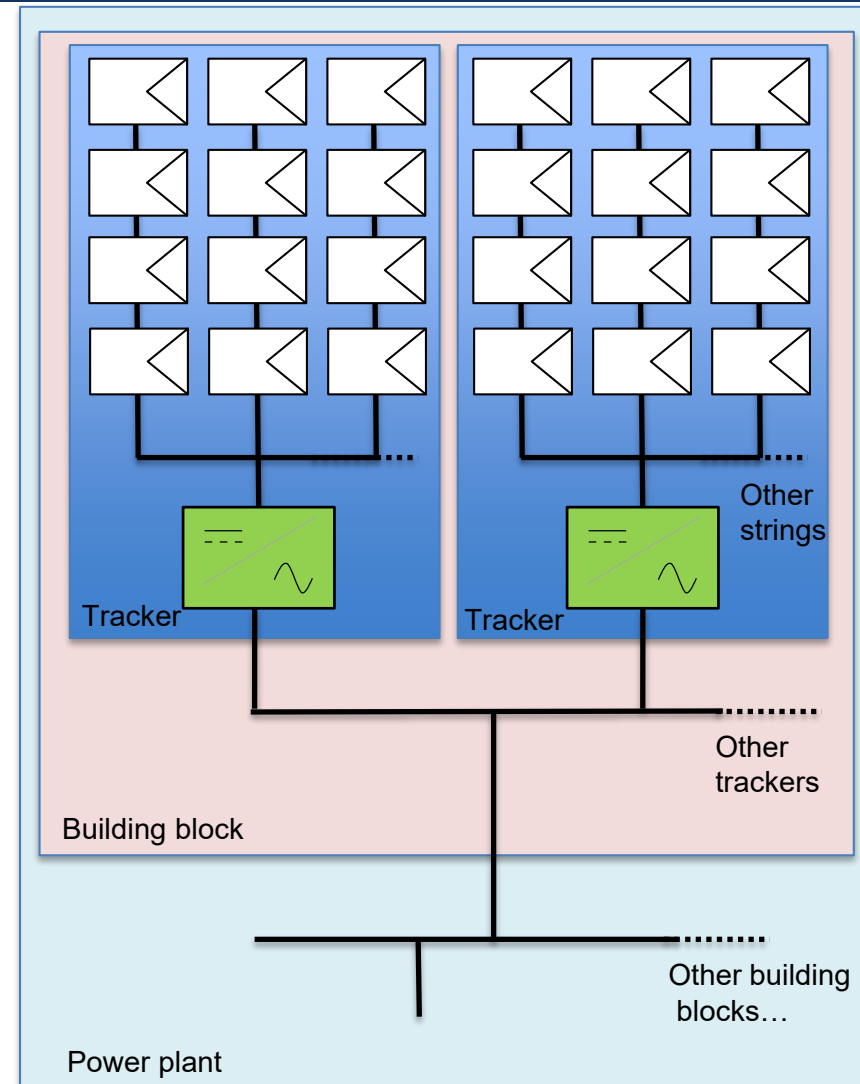 Other
strings
Tracker
Tracker
Other
trackers
Building block
Other building
blocks…
Power plant